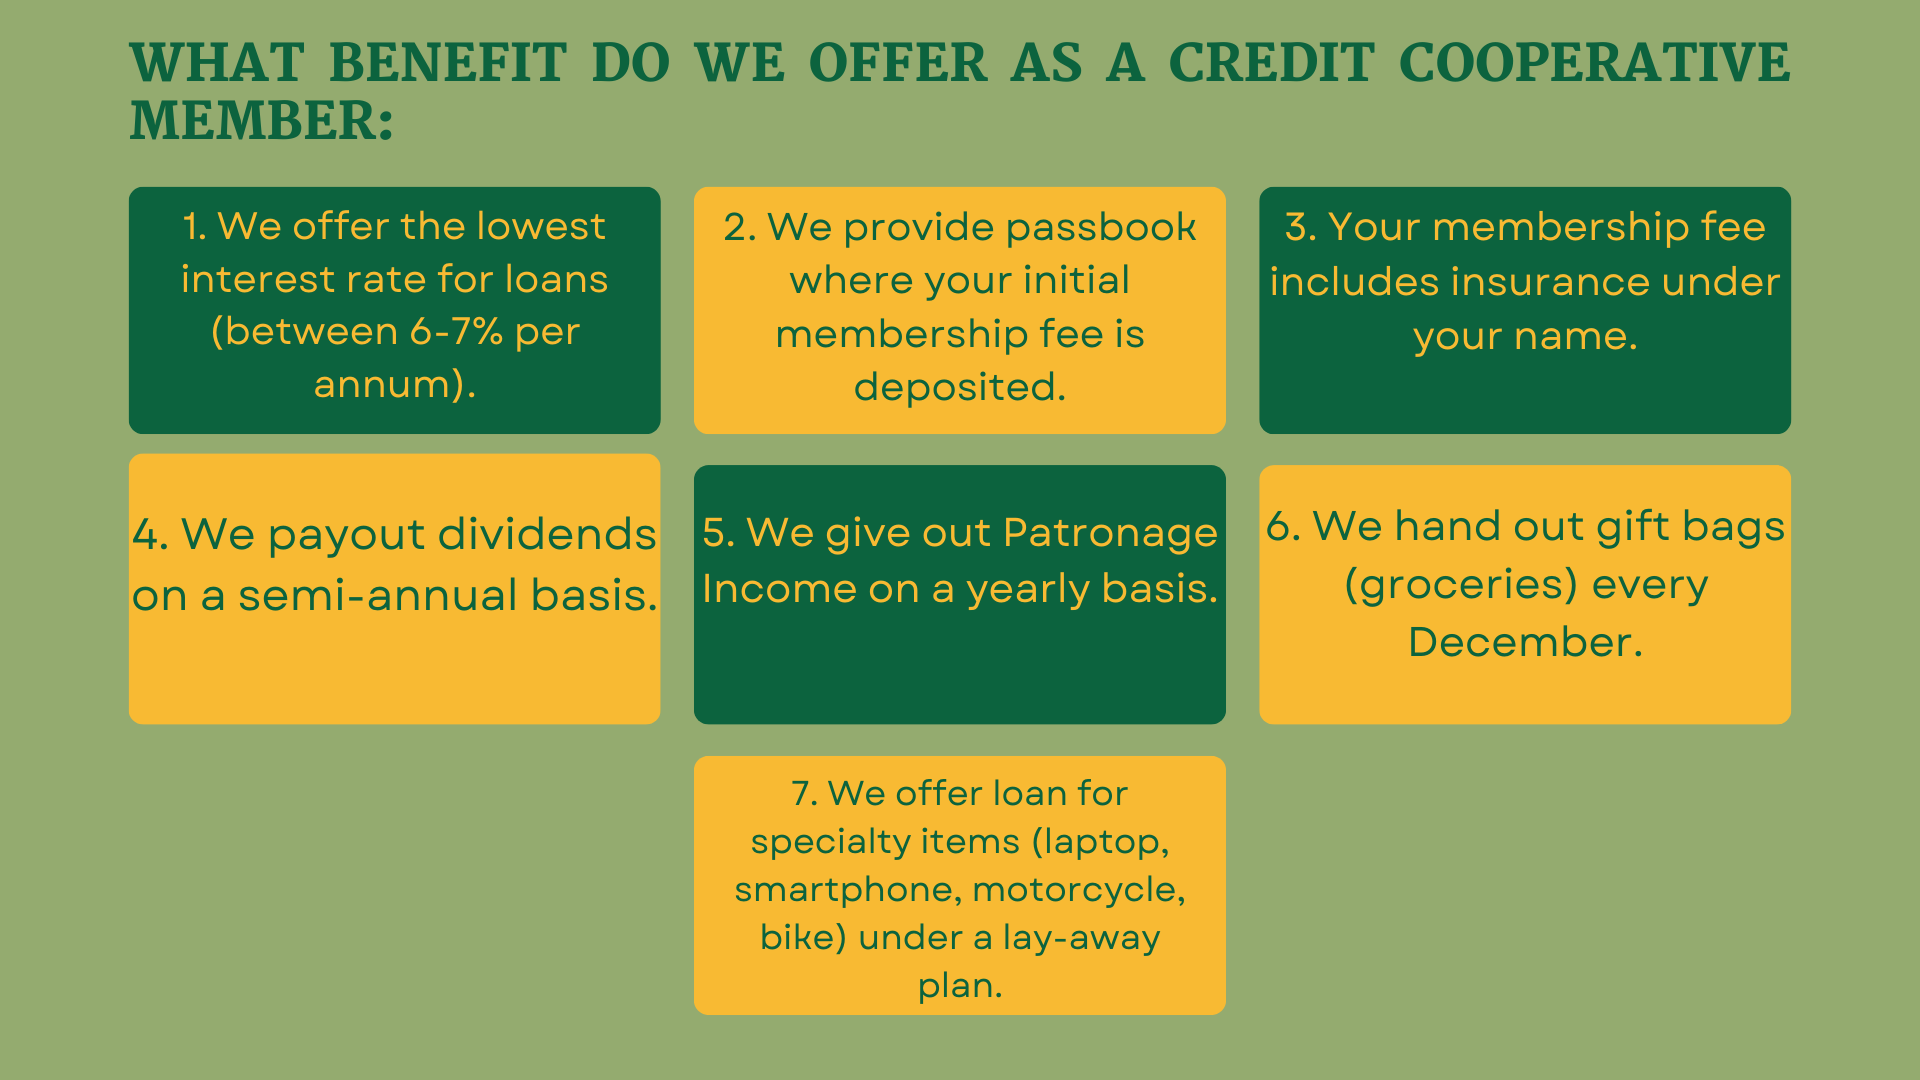 WHAT BENEFIT DO WE OFFER AS A CREDIT COOPERATIVE
MEMBER:
1. We offer the lowest
interest rate for loans
(between 6-7% per
annum).
2. We provide passbook
where your initial
membership fee is
deposited.
3. Your membership fee
includes insurance under
your name.
4. We payout dividends
on a semi-annual basis.
5. We give out Patronage
Income on a yearly basis.
6. We hand out gift bags
(groceries) every
December.
7. We offer loan for
specialty items (laptop,
smartphone, motorcycle,
bike) under a lay-away
plan.